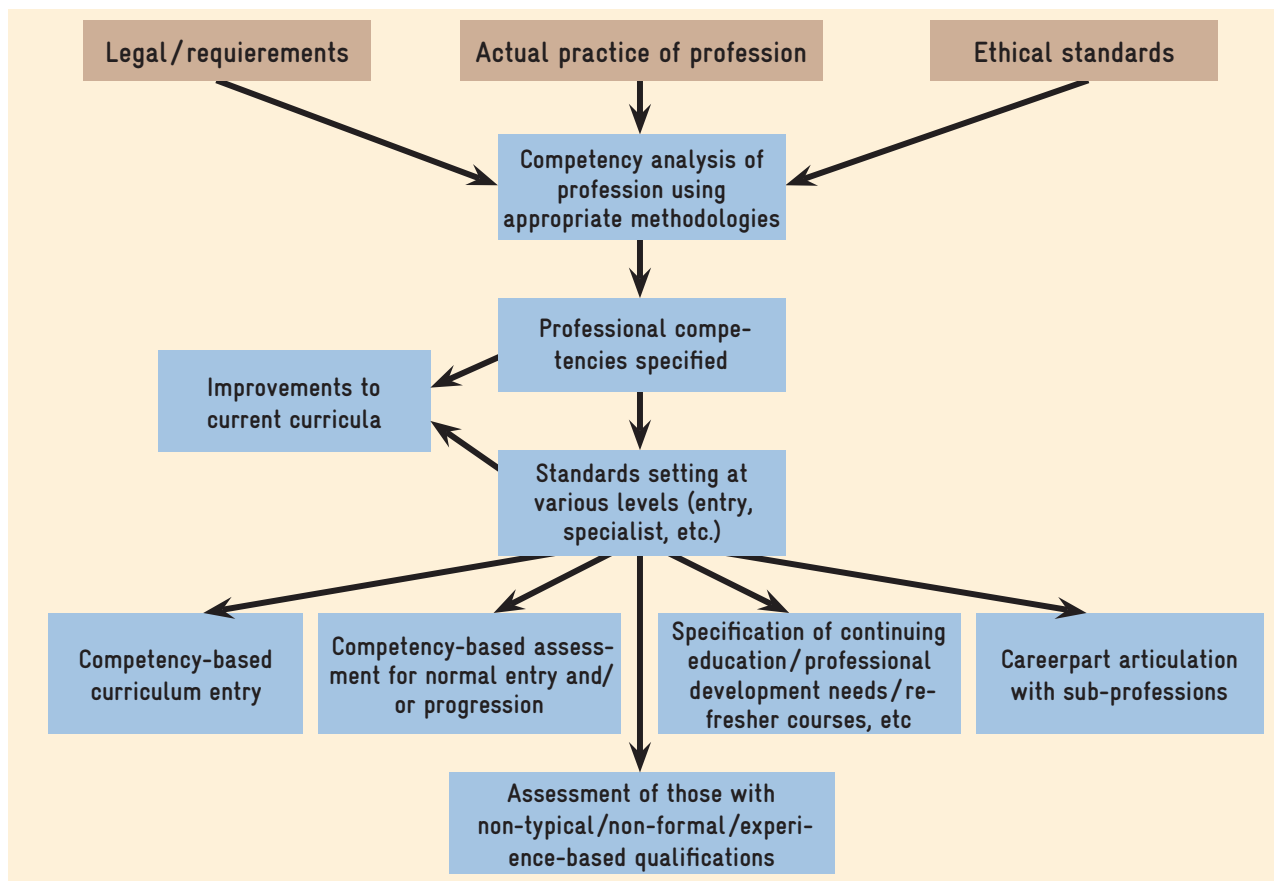 Legal/requierements
Actual practice of profession
Ethical standards
Competency analysis of
profession using
appropriate methodologies
Professional compe-
tencies specified
Improvements to
current curricula
Standards setting at
various levels (entry,
specialist, etc.)
Competency-based
curriculum entry
Competency-based assess-
ment for normal entry and/
or progression
Specification of continuing
education/professional
development needs/re-
fresher courses, etc
Careerpart articulation
with sub-professions
Assessment of those with
non-typical/non-formal/experi-
ence-based qualifications